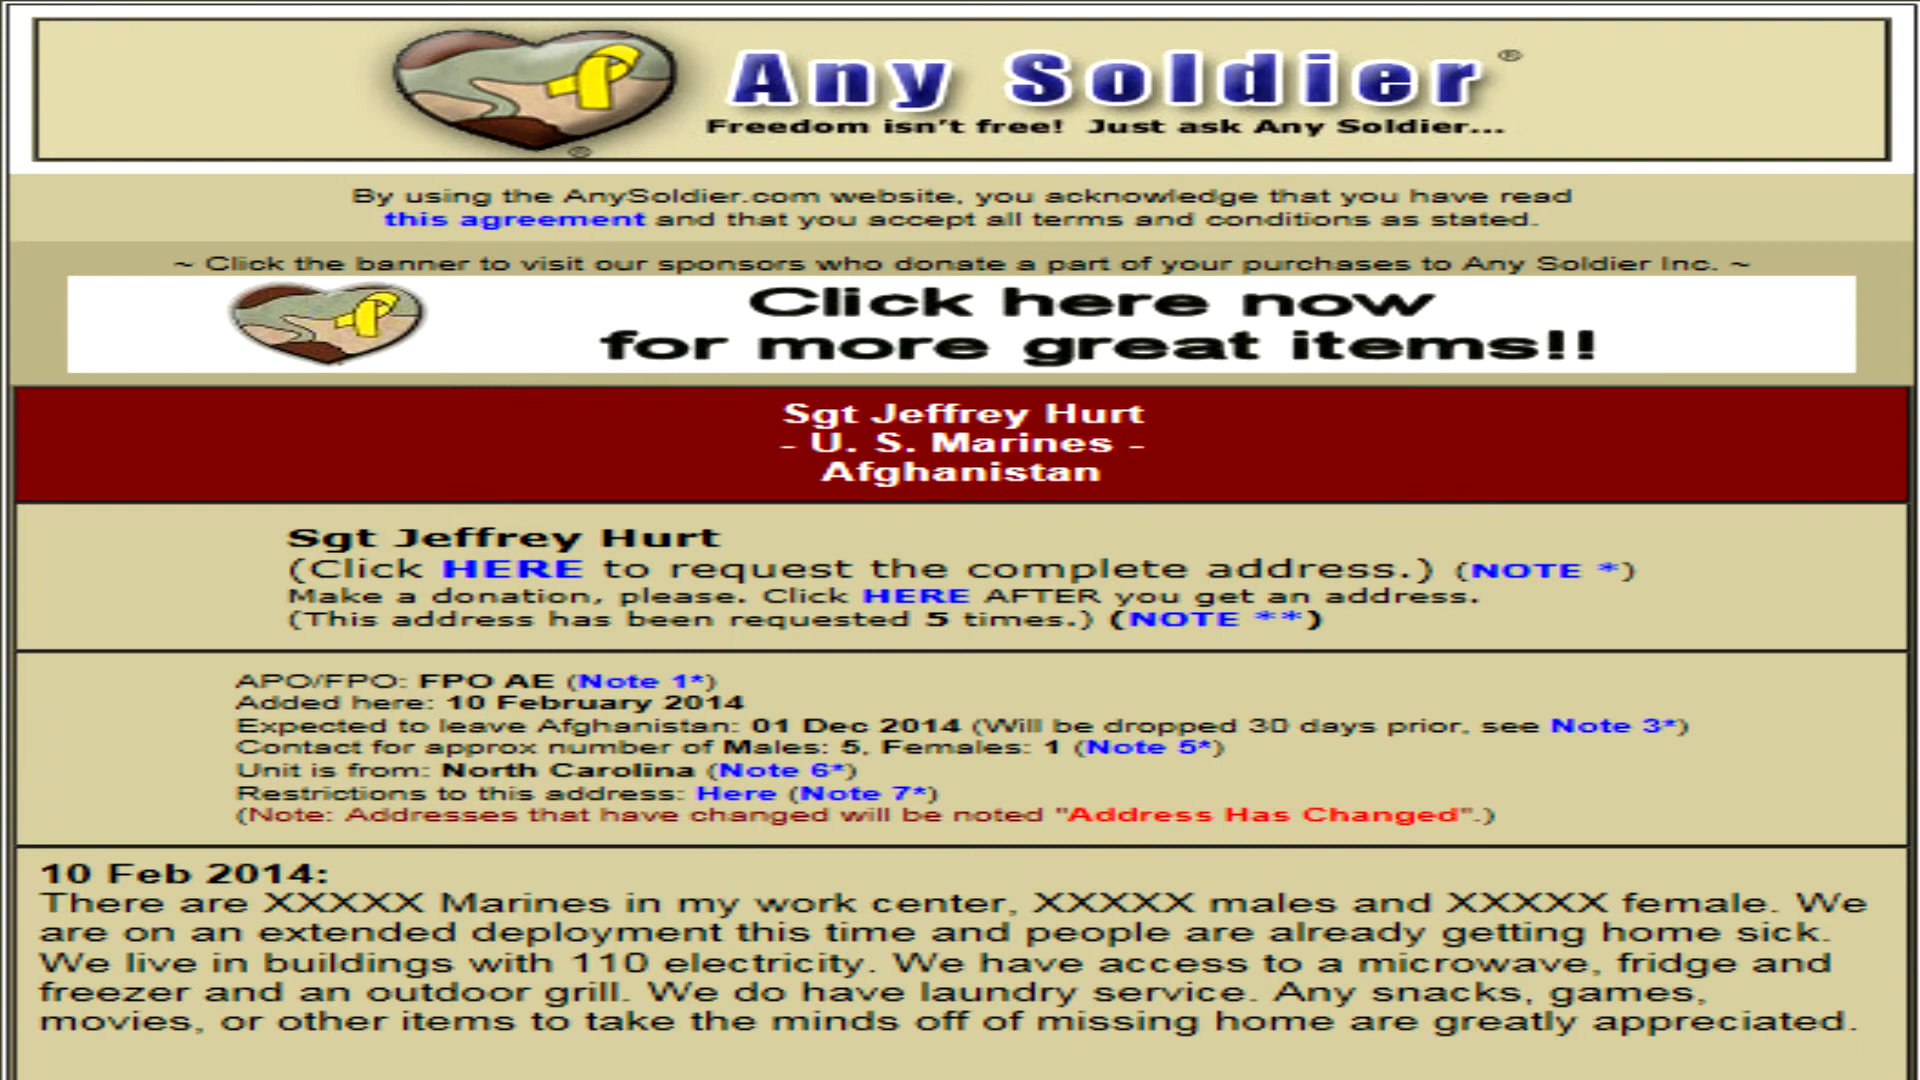 Any Soldier®
Freedom isn't free! Just ask Any Soldier...
®
By using the AnySoldier.com website, you acknowledge that you have read
this agreement and that you accept all terms and conditions as stated.
~ Click the banner to visit our sponsors who donate a part of your purchases to Any Soldier Inc. ~
Click here now
for more great items!!
Sgt Jeffrey Hurt
- U. S. Marines -
Afghanistan
Sgt Jeffrey Hurt
(Click HERE to request the complete address.) (NOTE *)
Make a donation, please. Click HERE AFTER you get an address.
(This address has been requested 5 times.) (NOTE **)
APO/FPO: FPO AE (Note 1*)
Added here: 10 February 2014
Expected to leave Afghanistan: 01 Dec 2014 (Will be dropped 30 days prior, see Note 3*)
Contact for approx number of Males: 5, Females: 1 (Note 5*)
Unit is from: North Carolina (Note 6*)
Restrictions to this address: Here (Note 7*)
(Note: Addresses that have changed will be noted "Address Has Changed".)
10 Feb 2014:
There are XXXXX Marines in my work center, XXXXX males and XXXXX female. We
are on an extended deployment this time and people are already getting home sick.
We live in buildings with 110 electricity. We have access to a microwave, fridge and
freezer and an outdoor grill. We do have laundry service. Any snacks, games,
movies, or other items to take the minds off of missing home are greatly appreciated.